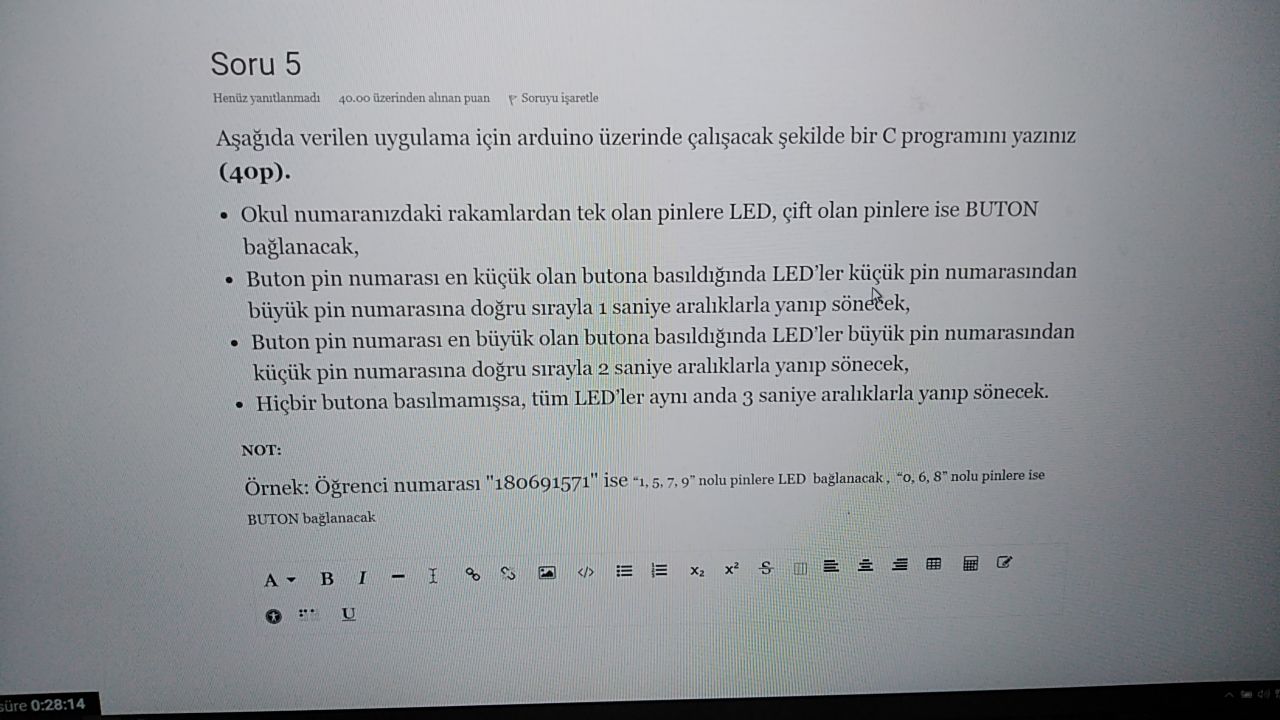 Soru 5
Henüz yanıtlanmadı 40.00 üzerinden alınan puan Soruyu işaretle
Aşağıda verilen uygulama için arduino üzerinde çalışacak şekilde bir C programını yazınız
(40p).
• Okul numaranızdaki rakamlardan tek olan pinlere LED, çift olan pinlere ise BUTON
bağlanacak,
• Buton pin numarası en küçük olan butona basıldığında LED'ler küçük pin numarasından
büyük pin numarasına doğru sırayla 1 saniye aralıklarla yanıp sönecek,
• Buton pin numarası en büyük olan butona basıldığında LED'ler büyük pin numarasından
küçük pin numarasına doğru sırayla 2 saniye aralıklarla yanıp sönecek,
• Hiçbir butona basılmamışsa, tüm LED'ler aynı anda 3 saniye aralıklarla yanıp sönecek.
NOT:
Örnek: Öğrenci numarası "180691571" ise “1, 5, 7, 9” nolu pinlere LED bağlanacak , “0, 6, 8” nolu pinlere ise
BUTON bağlanacak
A B I x₂ x² S
U
süre 0:28:14